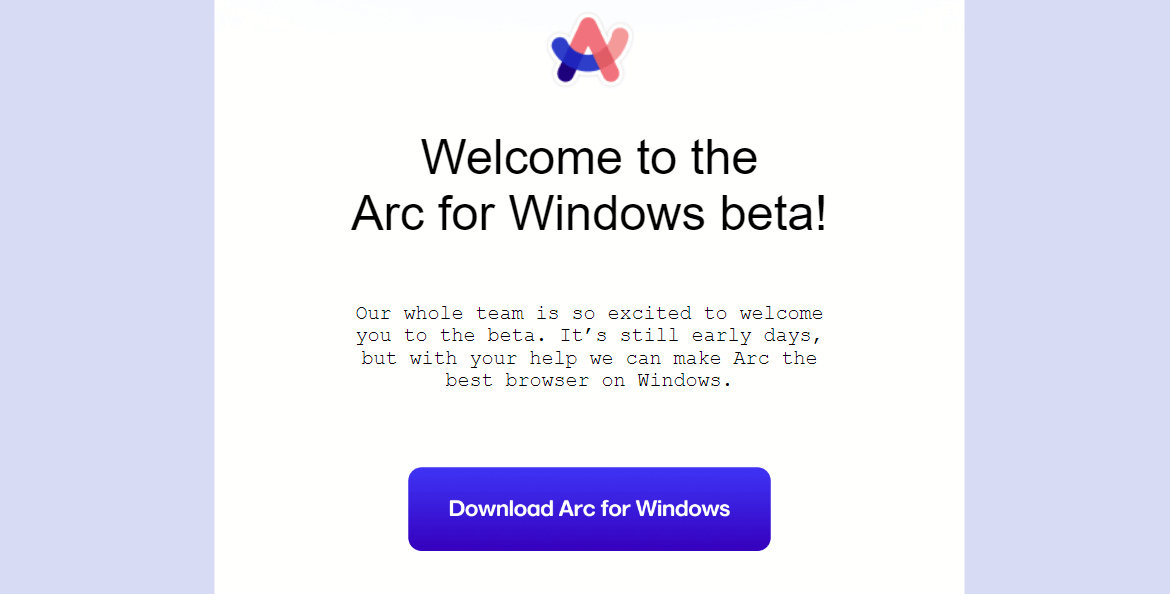 Welcome to the
Arc for Windows beta!
Our whole team is so excited to welcome
you to the beta. It’s still early days,
but with your help we can make Arc the
best browser on Windows.
Download Arc for Windows